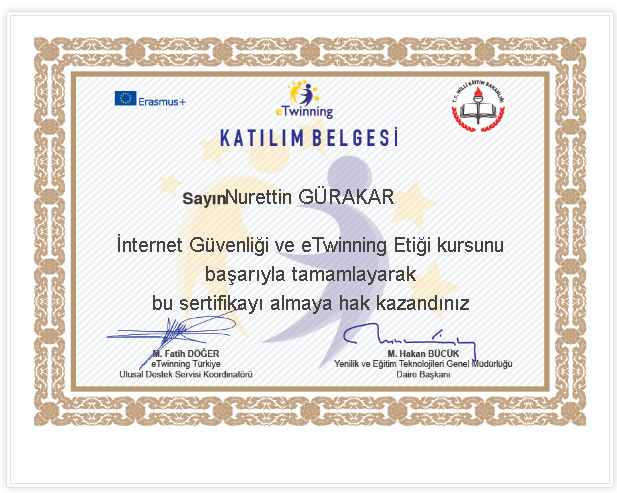 Erasmus+
eTwinning
T.C. MİLLİ EĞİTİM BAKANLIĞI
KATILIM BELGESİ
Sayın Nurettin GÜRAKAR
İnternet Güvenliği ve eTwinning Etiği kursunu
başarıyla tamamlayarak
bu sertifikayı almaya hak kazandınız
M. Fatih DÖĞER
eTwinning Türkiye
Ulusal Destek Servisi Koordinatörü
M. Hakan BÜCÜK
Yenilik ve Eğitim Teknolojileri Genel Müdürlüğü
Daire Başkanı